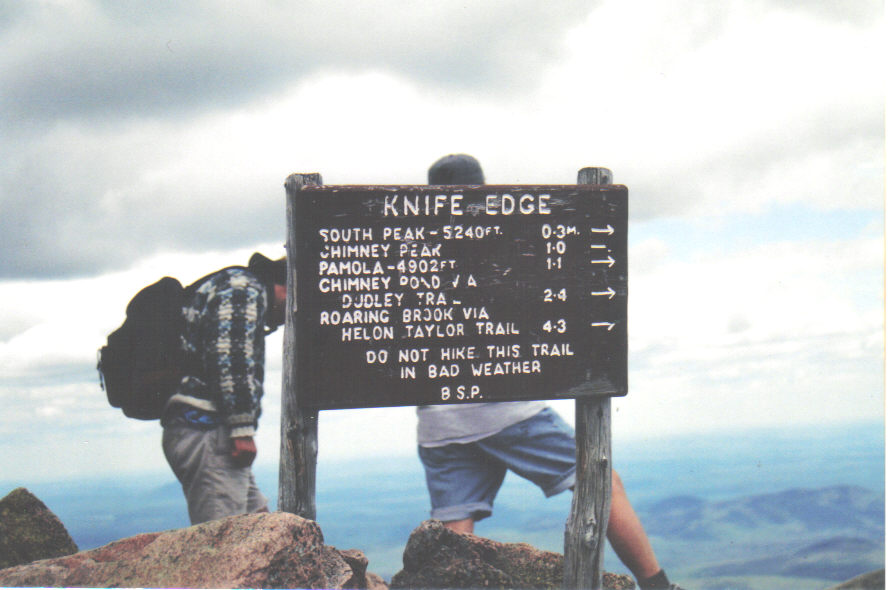 KNIFE EDGE
SOUTH PEAK-5240FT. 0.3M. →
CHIMNEY PEAK 1.0 →
PAMOLA-4902FT. 1.1 →
CHIMNEY POND VIA
DUDLEY TRAIL 2.4 →
ROARING BROOK VIA
HELON TAYLOR TRAIL 4.3 →
DO NOT HIKE THIS TRAIL
IN BAD WEATHER
B.S.P.